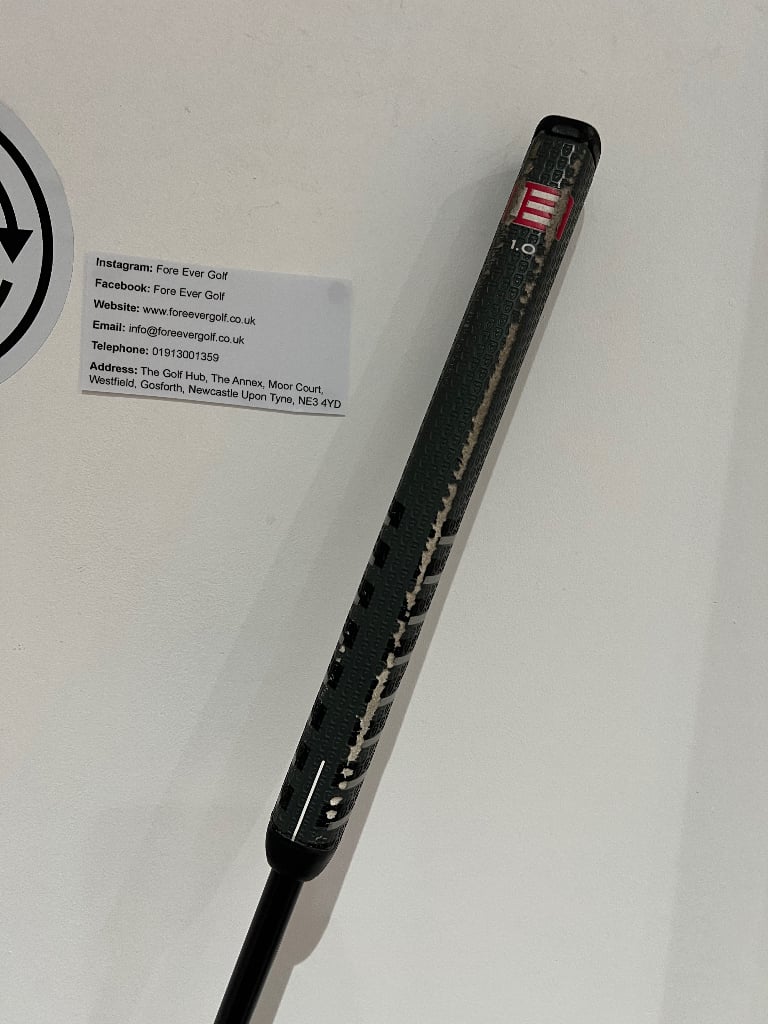 Instagram: Fore Ever Golf
Facebook: Fore Ever Golf
Website: www.foreevergolf.co.uk
Email: info@foreevergolf.co.uk
Telephone: 01913001359
Address: The Golf Hub, The Annex, Moor Court,
Westfield, Gosforth, Newcastle Upon Tyne, NE3 4YD
1.0